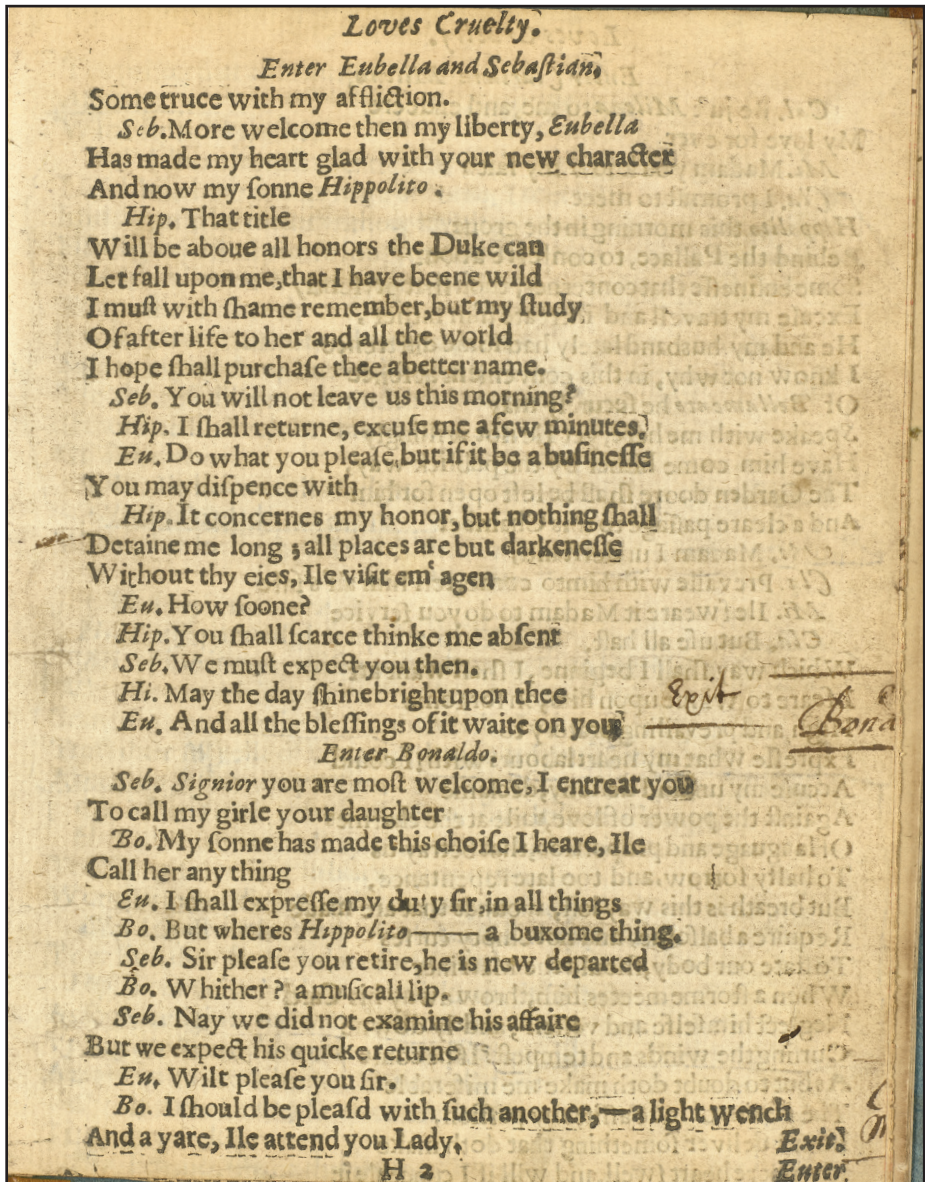 Loves Cruelty.
Enter Eubella and Sebaſtian,
Some truce with my affliction.
Seb. More welcome then my liberty, Eubella
Has made my heart glad with your new character
And now my ſonne Hippolito.
Hip. That title
Will be aboue all honors the Duke can
Let fall upon me, that I have beene wild
I muſt with ſhame remember, but my ſtudy
Of after life to her and all the world
I hope ſhall purchaſe thee a better name.
Seb. You will not leave us this morning?
Hip. I ſhall returne, excuſe me a few minutes.
Eu. Do what you pleaſe, but if it be a buſineſſe
You may diſpence with
Hip. It concernes my honor, but nothing ſhall
Detaine me long ; all places are but darkeneſſe
Without thy eies, Ile viſit em' agen
Eu. How ſoone?
Hip. You ſhall ſcarce thinke me abſent
Seb. We muſt expect you then.
Hi. May the day ſhine bright upon thee Exit
Eu. And all the bleſſings of it waite on you Bona
Enter Bonaldo.
Seb. Signior you are moſt welcome, I entreat you
To call my girle your daughter
Bo. My ſonne has made this choiſe I heare, Ile
Call her any thing
Eu. I ſhall expreſſe my duty ſir, in all things
Bo. But wheres Hippolito—— a buxome thing.
Seb. Sir pleaſe you retire, he is new departed
Bo. Whither? a muſicall lip.
Seb. Nay we did not examine his affaire
But we expect his quicke returne
Eu. Wilt pleaſe you ſir.
Bo. I ſhould be pleaſd with ſuch another,—a light wench
And a yare, Ile attend you Lady. Exit.
H 2 Enter